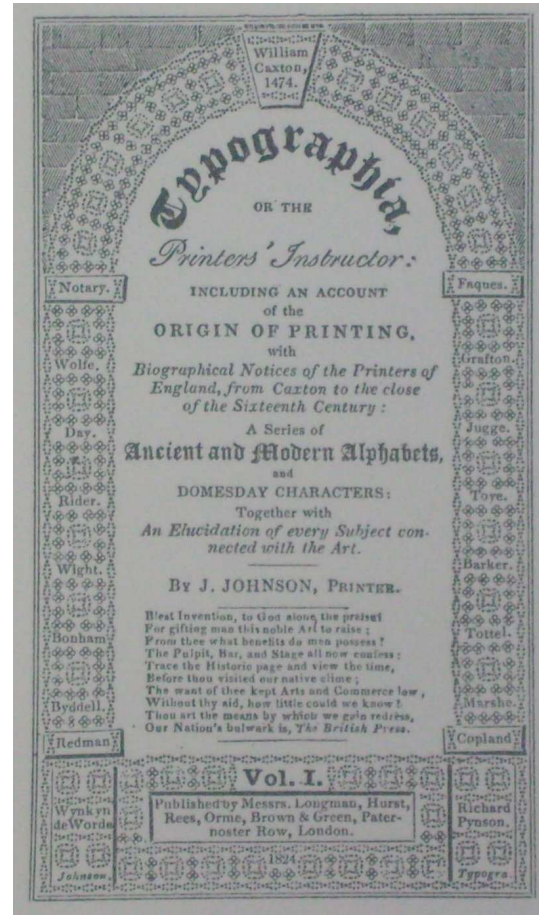 William
Caxton,
1474.
Typographia,
OR THE
Printers' Instructor:
INCLUDING AN ACCOUNT
of the
ORIGIN OF PRINTING,
with
Biographical Notices of the Printers of
England, from Caxton to the close
of the Sixteenth Century:
A Series of
Ancient and Modern Alphabets,
and
DOMESDAY CHARACTERS:
Together with
An Elucidation of every Subject con-
nected with the Art.
BY J. JOHNSON, PRINTER.
Blest Invention, to God alone the praise!
For gifting man this noble Art to raise;
From thee what benefits do men possess!
The Pulpit, Bar, and Stage all now confess:
Trace the Historic page and view the time,
Before thou visited our native clime;
The want of thee kept Arts and Commerce low,
Without thy aid, how little could we know!
Thou art the means by which we gain redress,
Our Nation's bulwark is, The British Press.
Notary.
Wolfe.
Day.
Rider.
Wight.
Bonham
Byddell.
Redman
Faques.
Grafton.
Jugge.
Toye.
Barker.
Tottel.
Marshe.
Copland
Vol. I.
Published by Messrs. Longman, Hurst,
Rees, Orme, Brown & Green, Pater-
noster Row, London.
1824
Wynkyn
deWorde
Johnson.
Richard
Pynson.
Typogra.